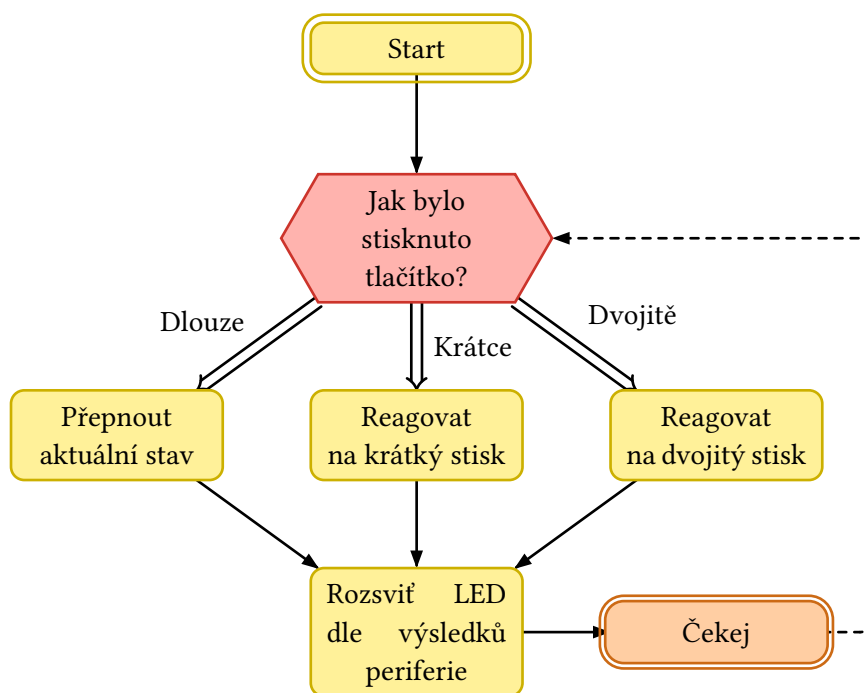 Start
Jak bylo
stisknuto
tlačítko?
Dlouze
Krátce
Dvojitě
Přepnout
aktuální stav
Reagovat
na krátký stisk
Reagovat
na dvojitý stisk
Rozsviť LED
dle výsledků
periferie
Čekej